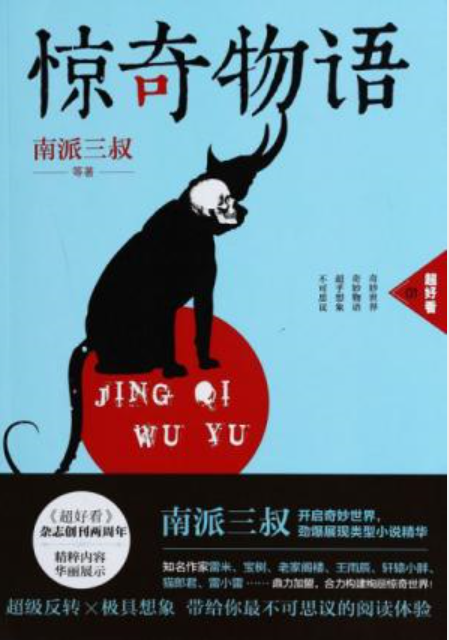 惊奇物语
南派三叔
等著
奇妙世界
奇妙物语
超乎想象
不可思议
超好看
01
JING QI
WU YU
《超好看》
杂志创刊两周年
精粹内容
华丽展示
南派三叔 开启奇妙世界，
劲爆展现类型小说精华
知名作家雷米、宝树、老家阁楼、王雨辰、轩辕小胖、
猫郎君、雷小雷……鼎力加盟，合力构建绚丽惊奇世界！
超级反转×极具想象 带给你最不可思议的阅读体验